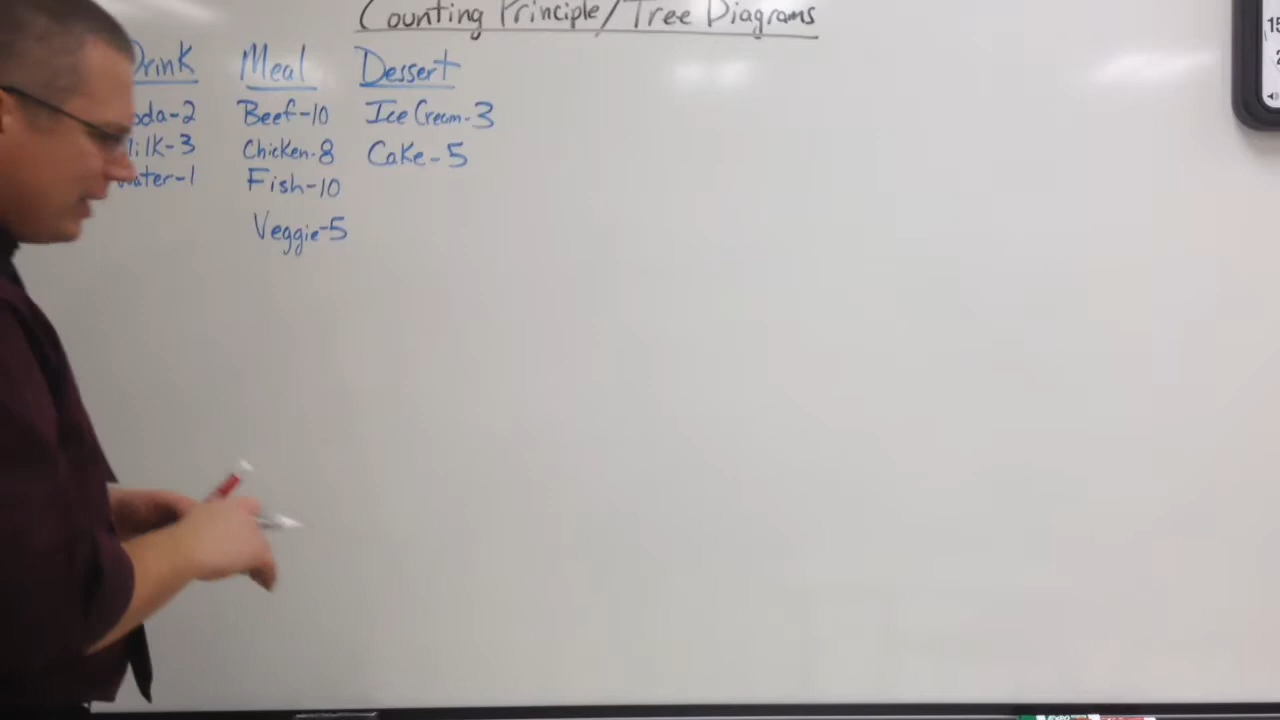 Counting Principle/Tree Diagrams
Drink Meal Dessert
Soda-2 Beef-10 Ice Cream-3
Milk-3 Chicken-8 Cake-5
Water-1 Fish-10
Veggie-5
15